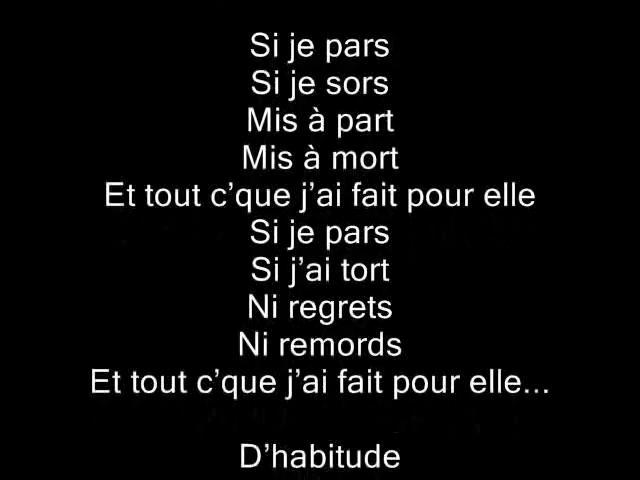 Si je pars
Si je sors
Mis à part
Mis à mort
Et tout c’que j’ai fait pour elle
Si je pars
Si j’ai tort
Ni regrets
Ni remords
Et tout c’que j’ai fait pour elle...
D’habitude